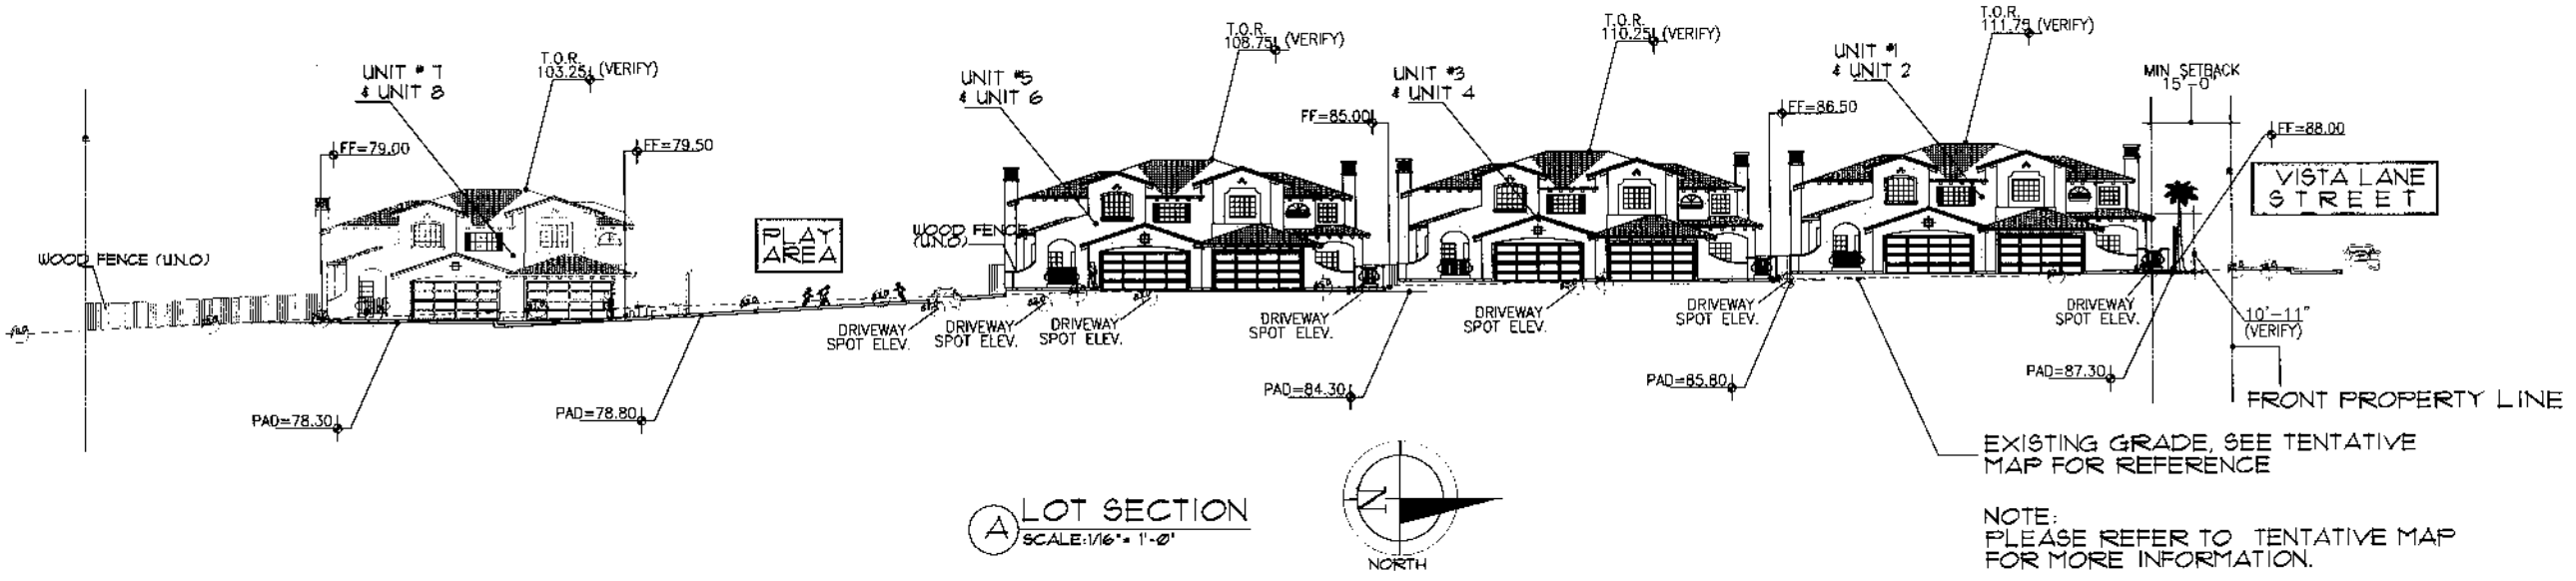 T.O.R.
103.25 (VERIFY)
T.O.R.
108.75 (VERIFY)
T.O.R.
110.25 (VERIFY)
T.O.R.
111.75 (VERIFY)
UNIT #7
& UNIT 8
UNIT #5
& UNIT 6
UNIT #3
& UNIT 4
UNIT #1
& UNIT 2
MIN SETBACK
15'-0"
FF=79.00
FF=79.50
FF=85.00
FF=86.50
FF=88.00
VISTA LANE
STREET
PLAY
AREA
WOOD FENCE (U.N.O)
WOOD FENCE
(U.N.O)
DRIVEWAY
SPOT ELEV.
DRIVEWAY
SPOT ELEV.
DRIVEWAY
SPOT ELEV.
DRIVEWAY
SPOT ELEV.
DRIVEWAY
SPOT ELEV.
DRIVEWAY
SPOT ELEV.
DRIVEWAY
SPOT ELEV.
10'-11"
(VERIFY)
PAD=78.30
PAD=78.80
PAD=84.30
PAD=85.80
PAD=87.30
FRONT PROPERTY LINE
EXISTING GRADE, SEE TENTATIVE
MAP FOR REFERENCE
A LOT SECTION
SCALE:1/16"= 1'-0"
N
NORTH
NOTE:
PLEASE REFER TO TENTATIVE MAP
FOR MORE INFORMATION.